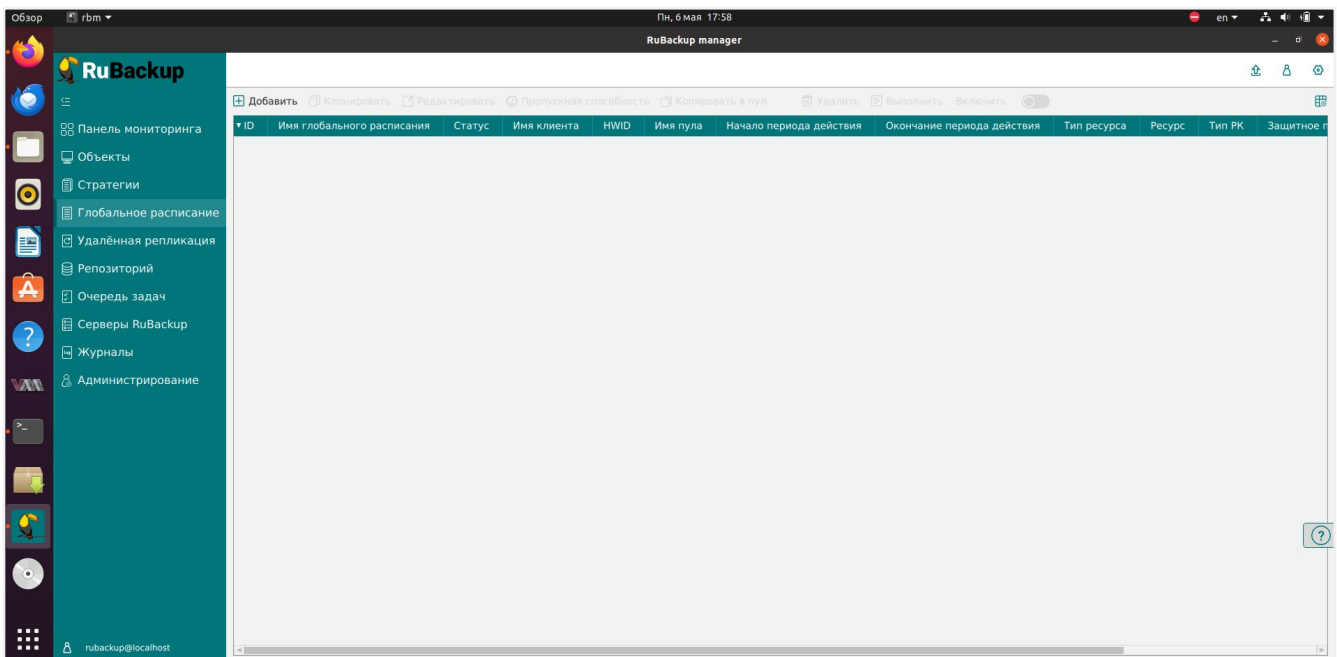 Обзор rbm Пн, 6 мая 17:58 en
RuBackup manager
RuBackup
Добавить Клонировать Редактировать Пропускная способность Копировать в пул Удалить Выполнить Включить
ID Имя глобального расписания Статус Имя клиента HWID Имя пула Начало периода действия Окончание периода действия Тип ресурса Ресурс Тип РК Защитное п
Панель мониторинга
Объекты
Стратегии
Глобальное расписание
Удалённая репликация
Репозиторий
Очередь задач
Серверы RuBackup
Журналы
Администрирование
rubackup@localhost